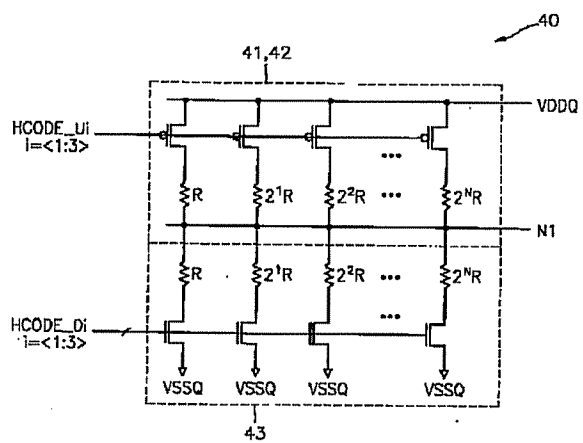 40
41,42
VDDQ
HCODE_Ui
i=<1:3>
... 
R 2¹R 2²R ... 2ᴺR
N1
R 2¹R 2²R ... 2ᴺR
...
HCODE_Di
i=<1:3>
VSSQ VSSQ VSSQ VSSQ
43